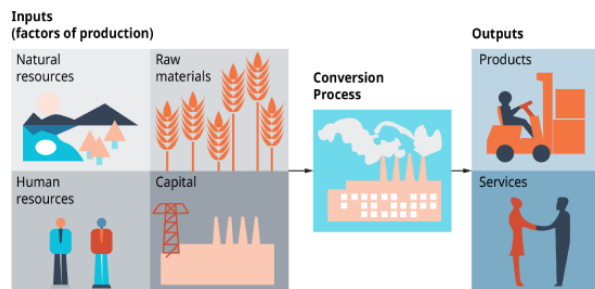 Inputs
(factors of production)
Outputs
Natural
resources
Raw
materials
Human
resources
Capital
Conversion
Process
Products
Services